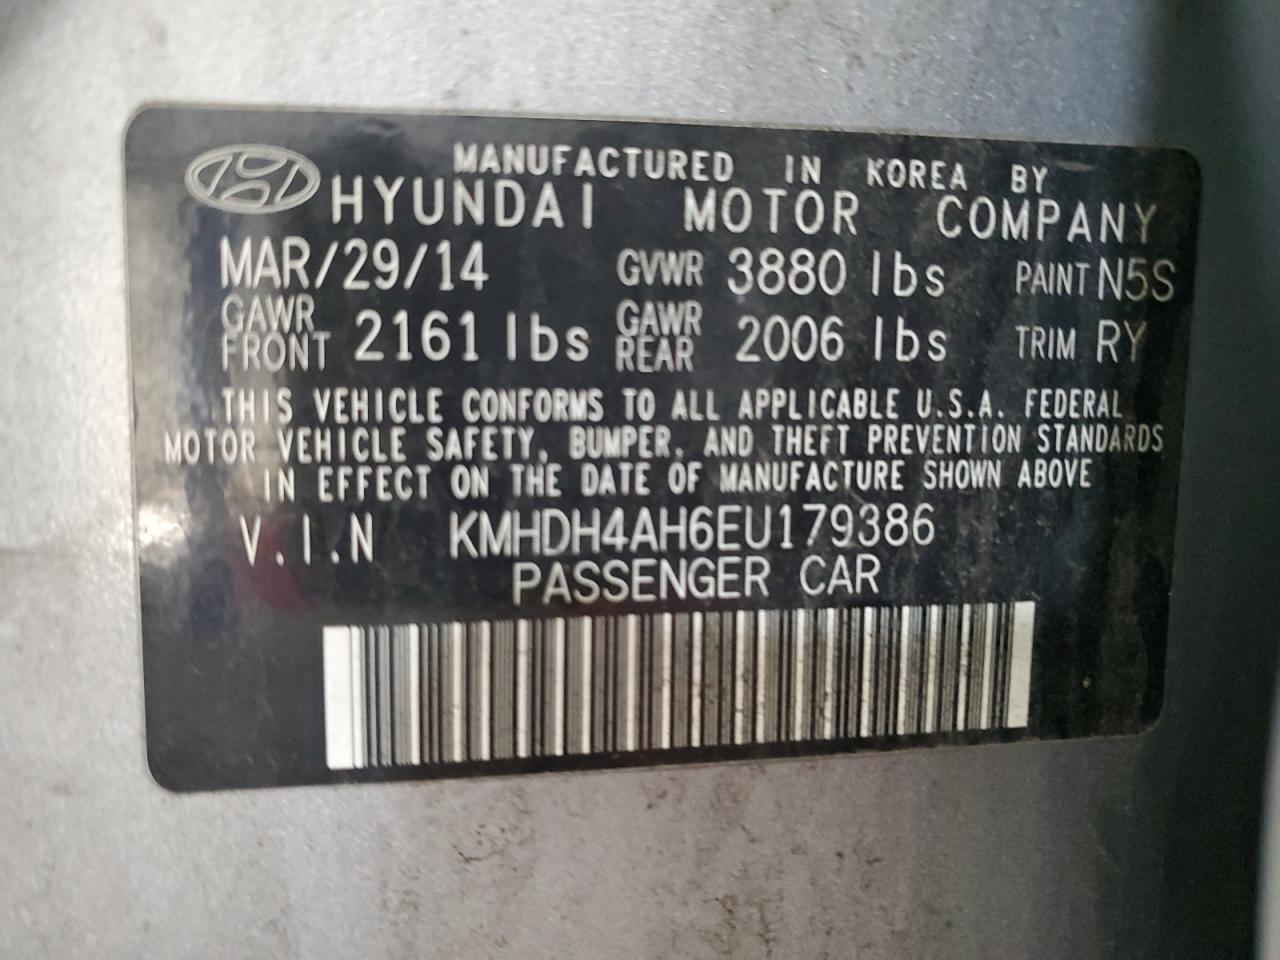 MANUFACTURED IN KOREA BY
HYUNDAI MOTOR COMPANY
MAR/29/14 GVWR 3880 lbs PAINT N5S
GAWR FRONT 2161 lbs GAWR REAR 2006 lbs TRIM RY
THIS VEHICLE CONFORMS TO ALL APPLICABLE U.S.A. FEDERAL
MOTOR VEHICLE SAFETY, BUMPER, AND THEFT PREVENTION STANDARDS
IN EFFECT ON THE DATE OF MANUFACTURE SHOWN ABOVE
V.I.N KMHDH4AH6EU179386
PASSENGER CAR